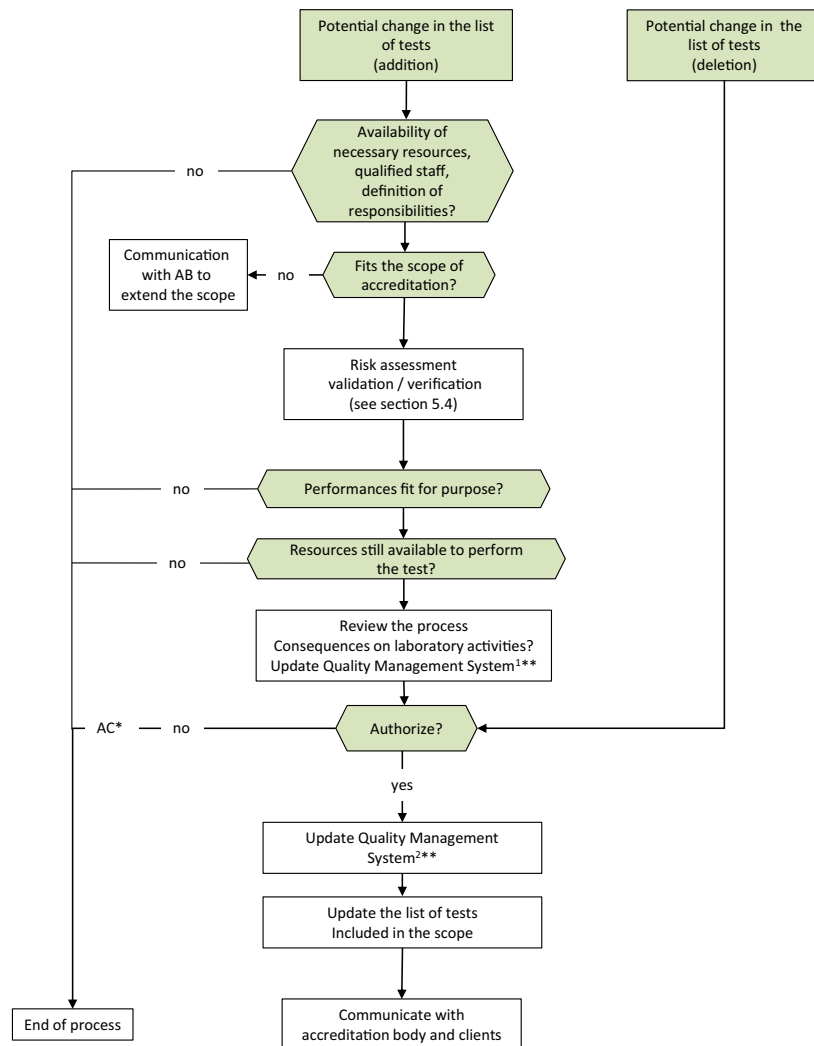 Potential change in the list
of tests
(addition)
Potential change in  the
list of tests
(deletion)
Availability of
necessary resources,
qualified staff,
definition of
responsibilities?
no
Communication
with AB to
extend the scope
no
Fits the scope of
accreditation?
Risk assessment
validation / verification
(see section 5.4)
no
Performances fit for purpose?
no
Resources still available to perform
the test?
Review the process
Consequences on laboratory activities?
Update Quality Management System¹**
AC*
no
Authorize?
yes
Update Quality Management
System²**
Update the list of tests
Included in the scope
End of process
Communicate with
accreditation body and clients